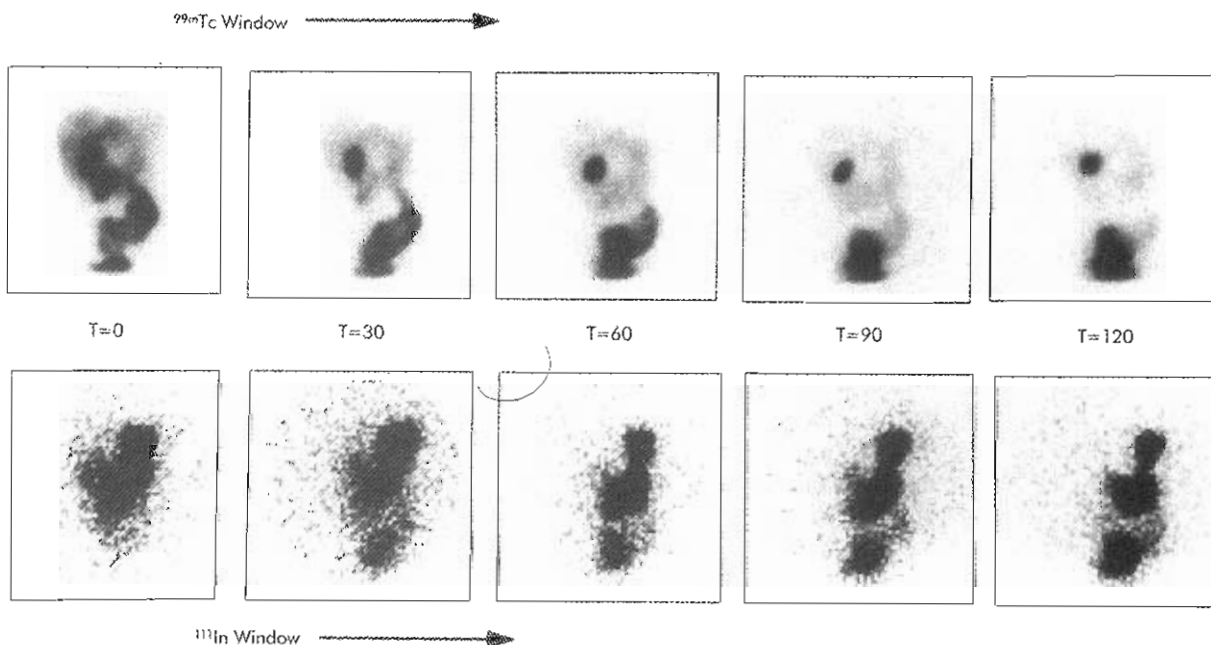 ⁹⁹ᵐTc Window
T=0
T=30
T=60
T=90
T=120
¹¹¹In Window